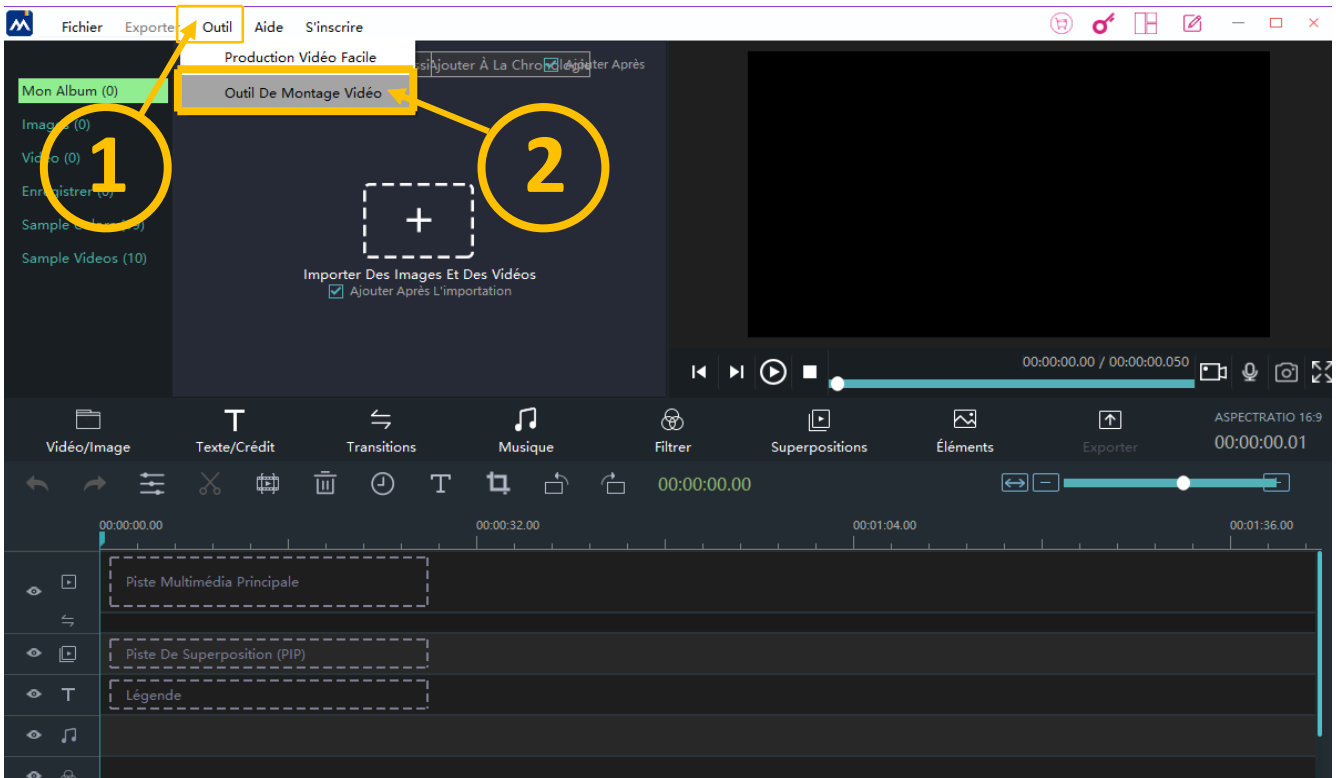 Fichier Exporter Outil Aide S'inscrire
Production Vidéo Facile
Ajouter À La Chronologie Ajouter Après
Outil De Montage Vidéo
Mon Album (0)
Images (0)
Vidéo (0)
Enregistrer (0)
Sample Videos (10)
1
2
Importer Des Images Et Des Vidéos
Ajouter Après L'importation
00:00:00.00 / 00:00:00.050
Vidéo/Image
Texte/Crédit
Transitions
Musique
Filtrer
Superpositions
Éléments
Exporter
ASPECTRATIO 16:9
00:00:00.01
00:00:00.00
00:00:00.00 00:00:32.00 00:01:04.00 00:01:36.00
Piste Multimédia Principale
Piste De Superposition (PIP)
Légende